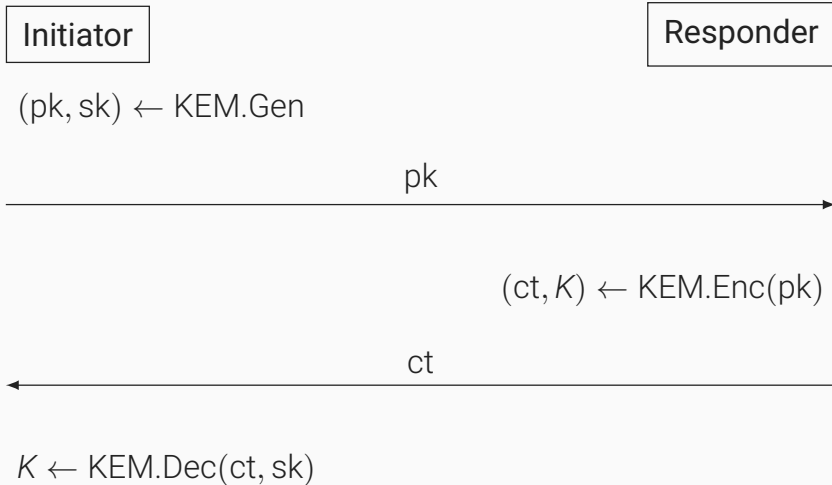 Initiator
Responder
(pk, sk) ← KEM.Gen
pk
(ct, K) ← KEM.Enc(pk)
ct
K ← KEM.Dec(ct, sk)